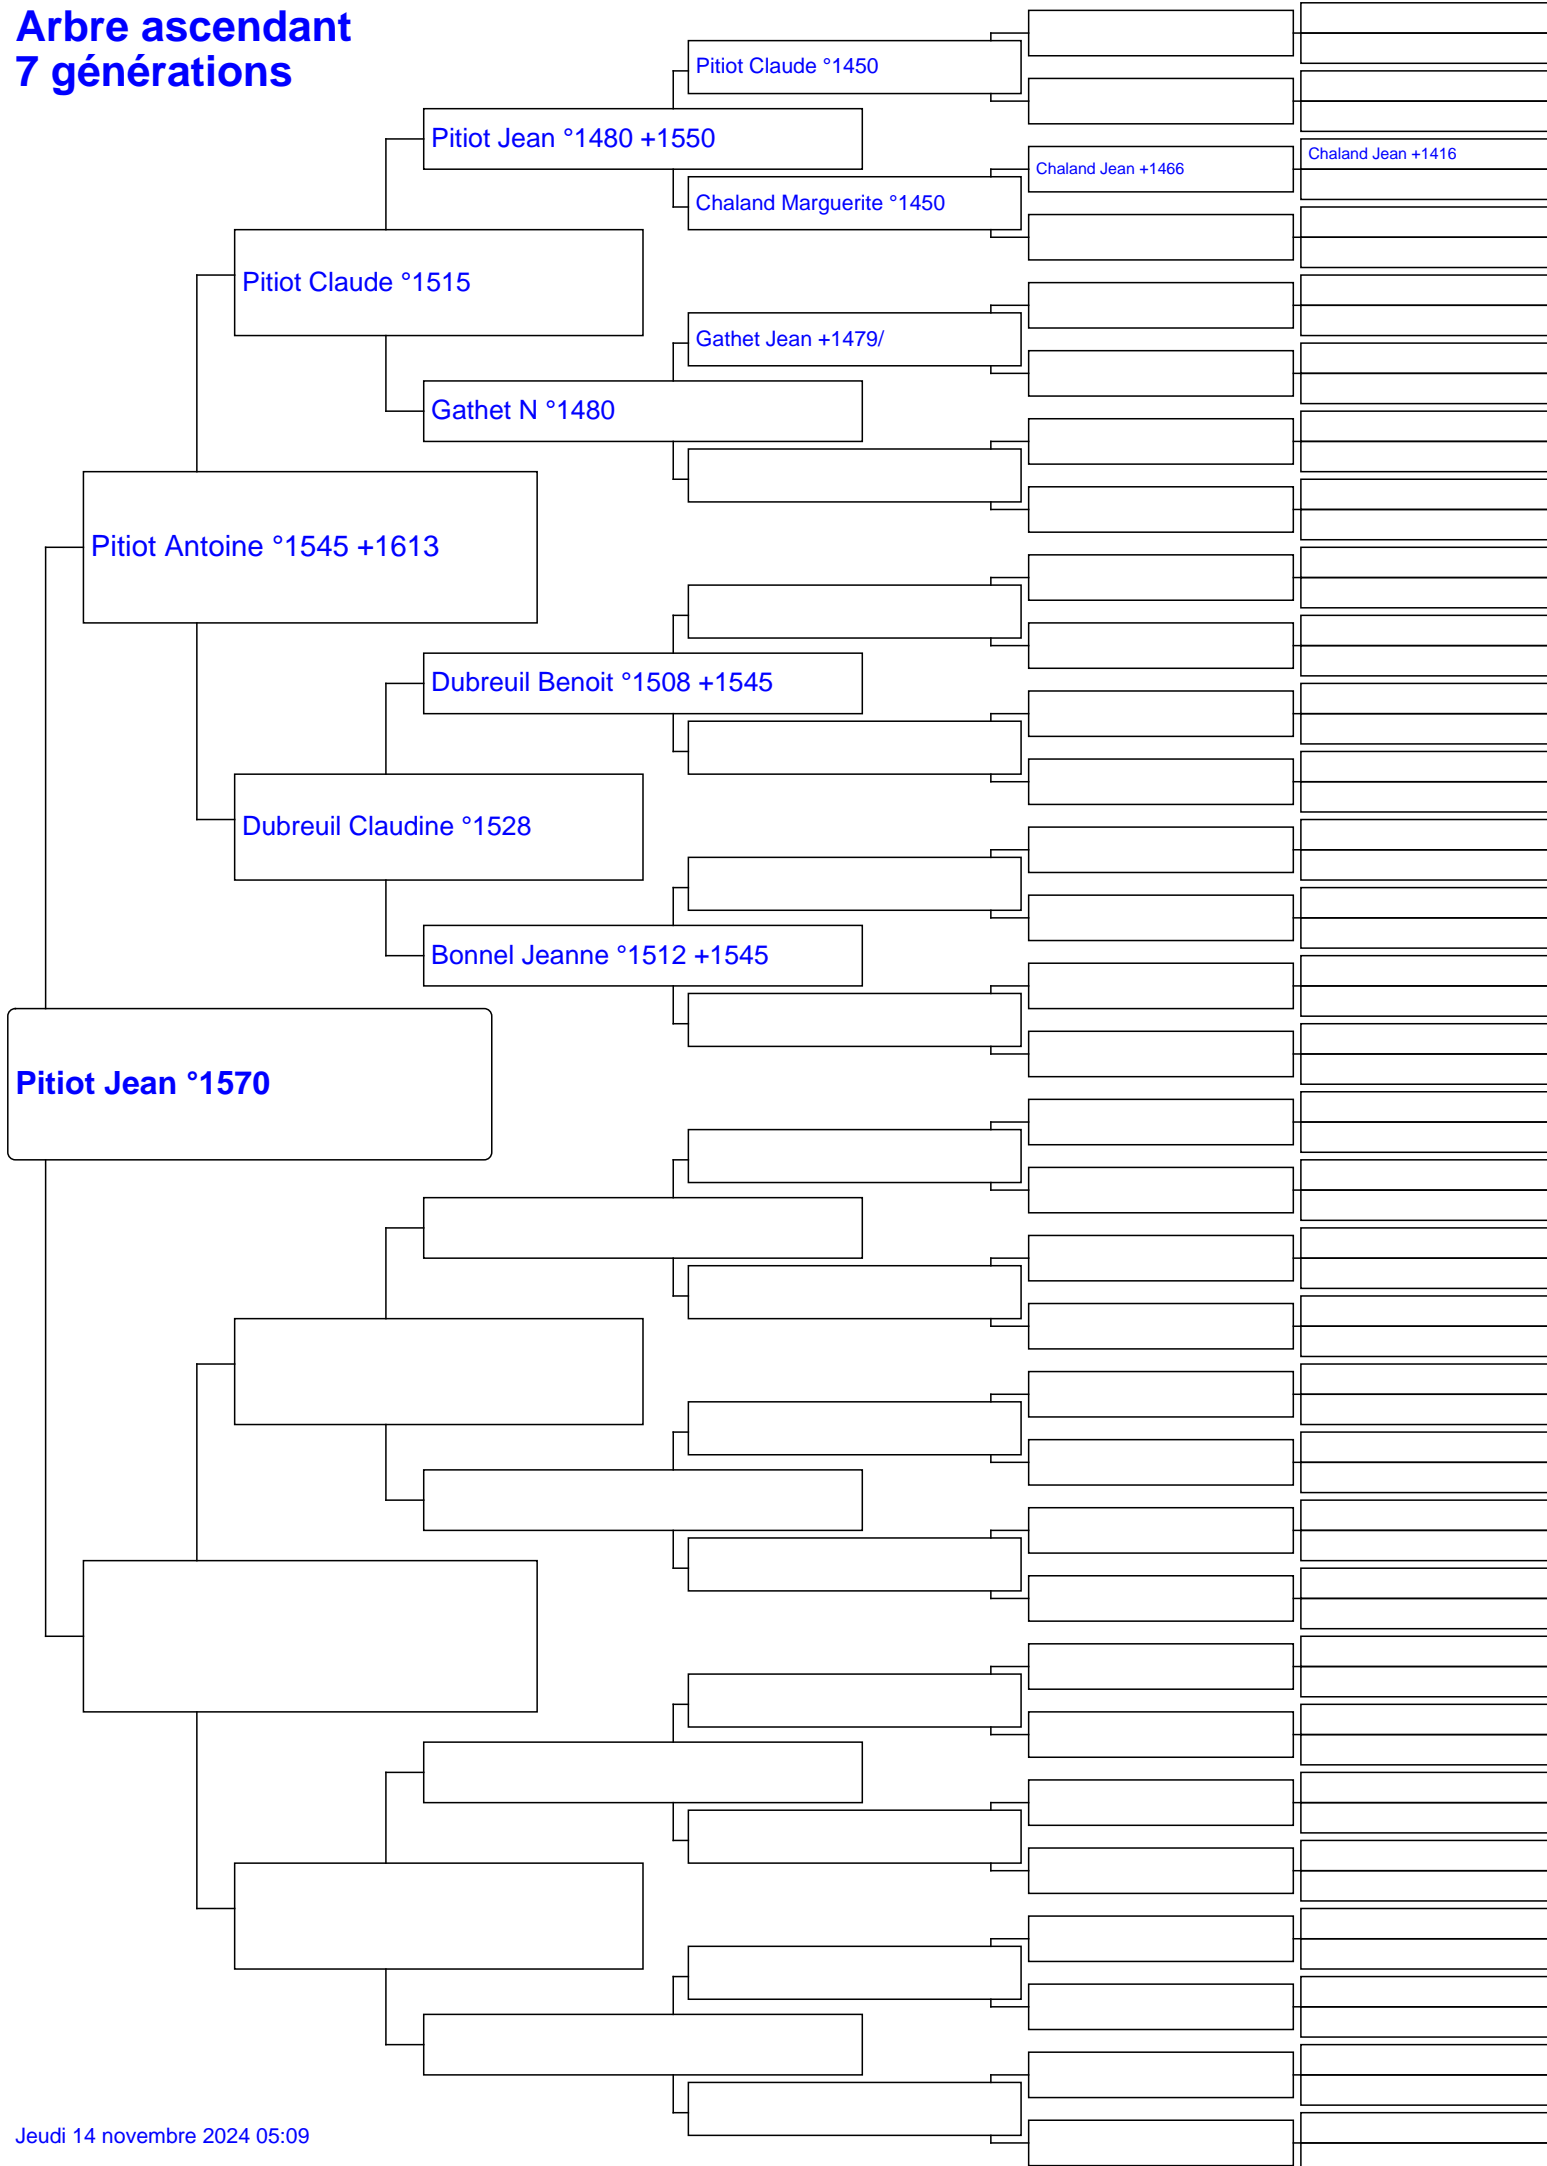 Arbre ascendant
7 générations
Pitiot Claude °1450
Pitiot Jean °1480 +1550
Chaland Jean +1416
Chaland Jean +1466
Chaland Marguerite °1450
Pitiot Claude °1515
Gathet Jean +1479/
Gathet N °1480
Pitiot Antoine °1545 +1613
Dubreuil Benoit °1508 +1545
Dubreuil Claudine °1528
Bonnel Jeanne °1512 +1545
Pitiot Jean °1570
Jeudi 14 novembre 2024 05:09